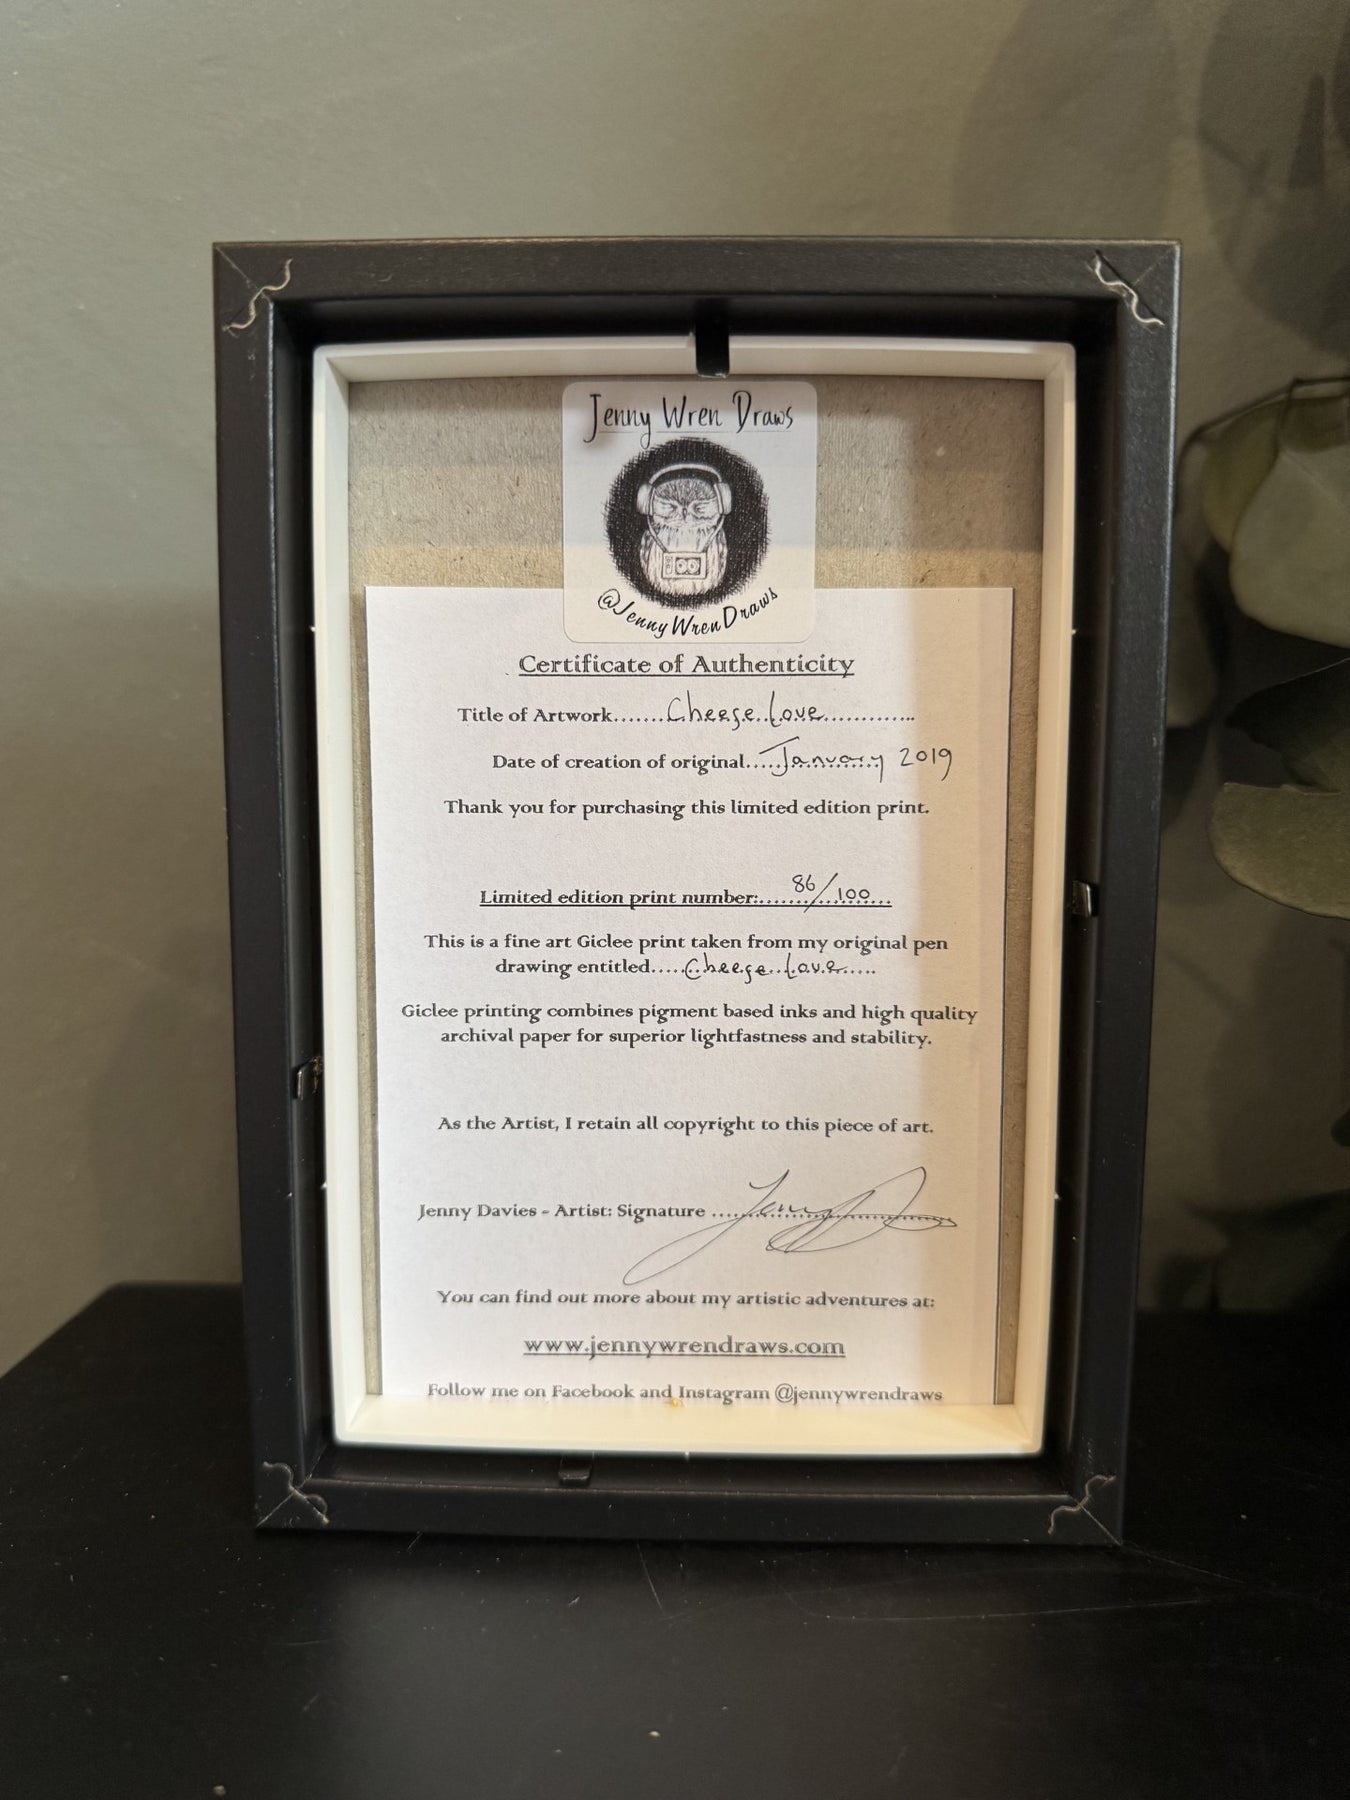 Jenny Wren Draws
@JennyWrenDraws
Certificate of Authenticity
Title of Artwork.......Cheese Love..............
Date of creation of original.....January 2019
Thank you for purchasing this limited edition print.
Limited edition print number:.......86/100...
This is a fine art Giclee print taken from my original pen
drawing entitled.....Cheese Love.....
Giclee printing combines pigment based inks and high quality
archival paper for superior lightfastness and stability.
As the Artist, I retain all copyright to this piece of art.
Jenny Davies - Artist: Signature ...JennyD
You can find out more about my artistic adventures at:
www.jennywrendraws.com
Follow me on Facebook and Instagram @jennywrendraws